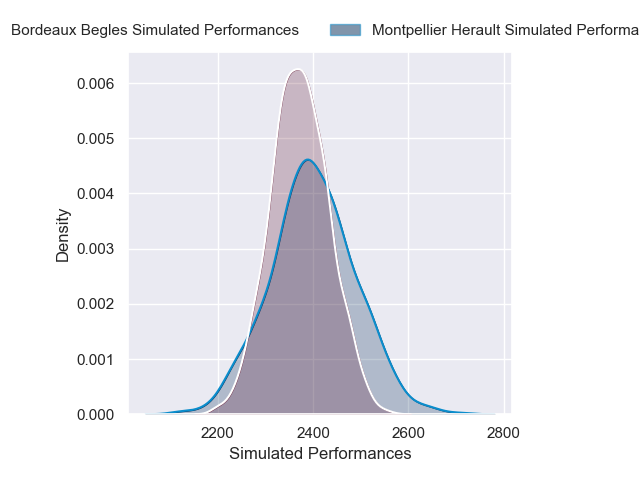 Bordeaux Begles Simulated Performances
Montpellier Herault Simulated Performa
0.006
0.005
0.004
0.003
0.002
0.001
0.000
Density
2200 2400 2600 2800
Simulated Performances